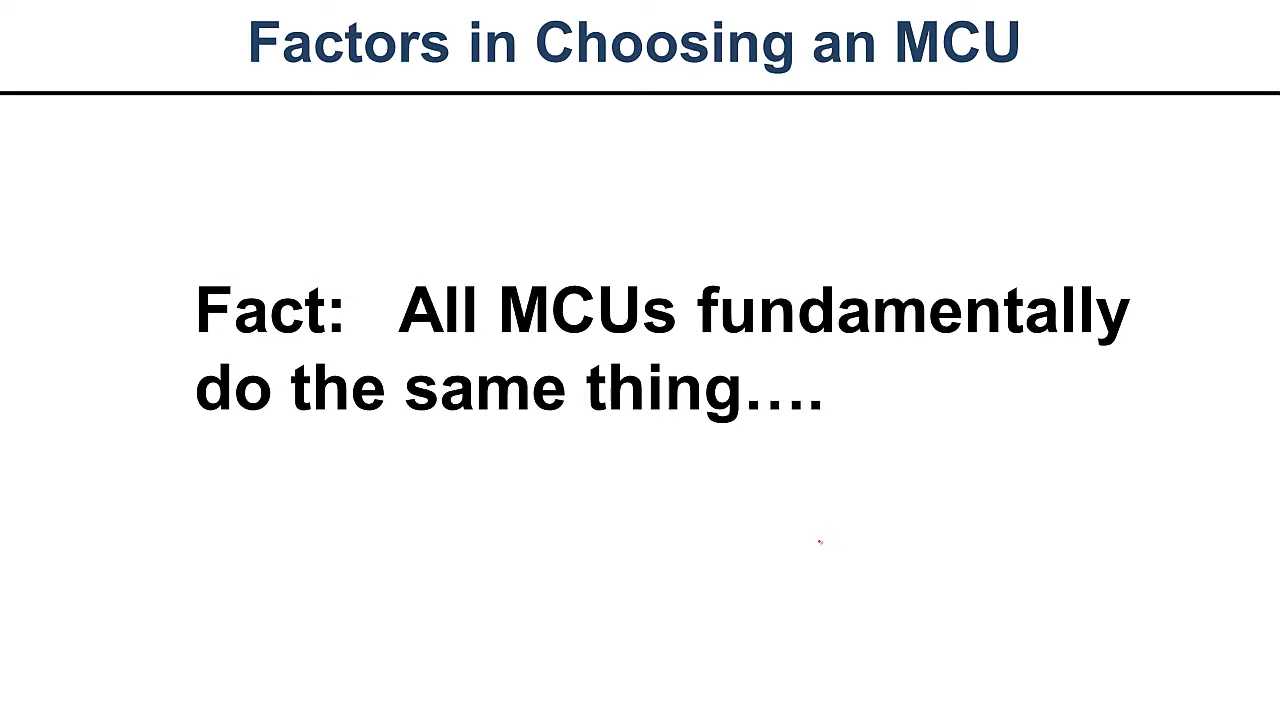 Factors in Choosing an MCU
Fact: All MCUs fundamentally
do the same thing….